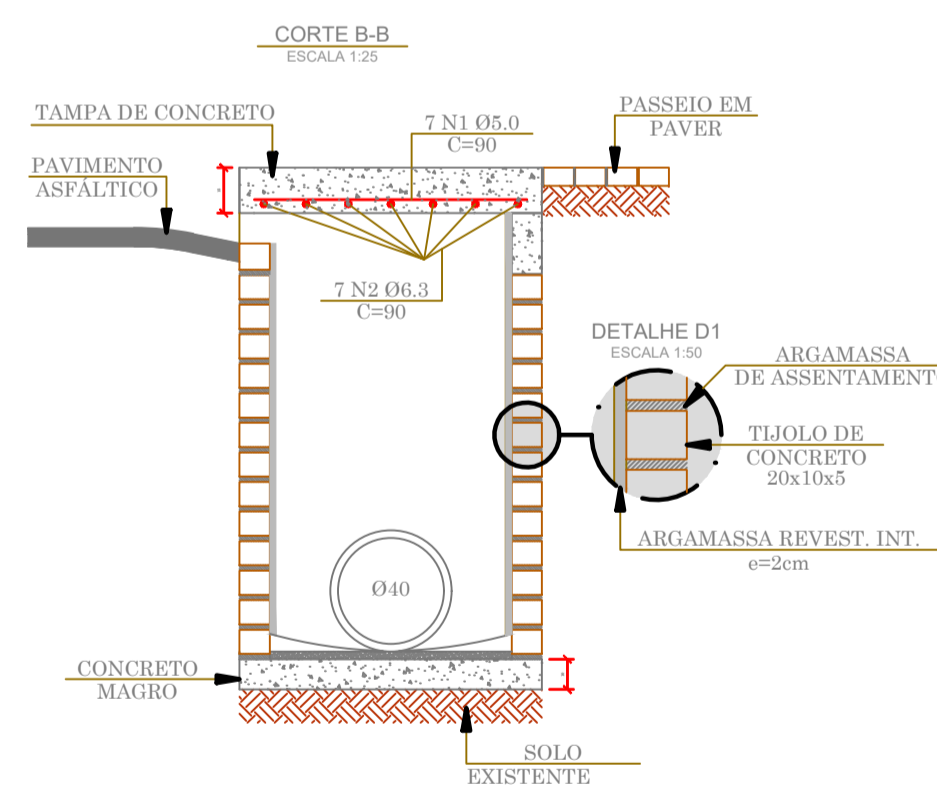 CORTE B-B
ESCALA 1:25
TAMPA DE CONCRETO
7 N1 Ø5.0
C=90
PASSEIO EM
PAVER
PAVIMENTO
ASFÁLTICO
7 N2 Ø6.3
C=90
DETALHE D1
ESCALA 1:50
ARGAMASSA
DE ASSENTAMENTO
TIJOLO DE
CONCRETO
20x10x5
ARGAMASSA REVEST. INT.
e=2cm
Ø40
CONCRETO
MAGRO
SOLO
EXISTENTE